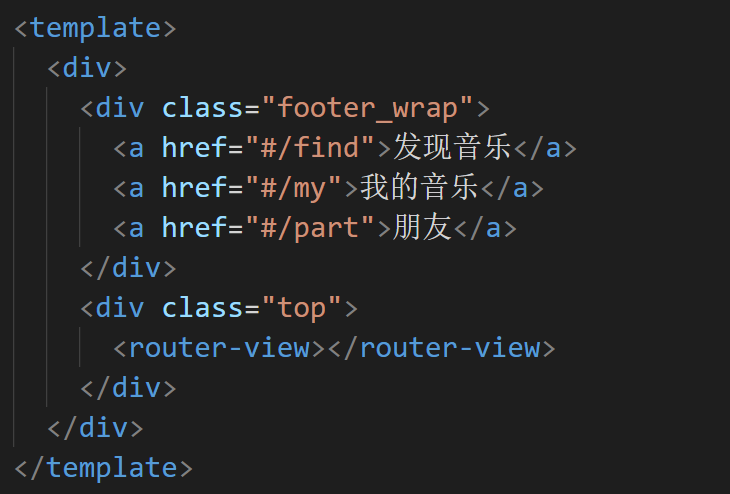 <template>
<div>
<div class="footer_wrap">
<a href="#/find">发现音乐</a>
<a href="#/my">我的音乐</a>
<a href="#/part">朋友</a>
</div>
<div class="top">
<router-view></router-view>
</div>
</div>
</template>